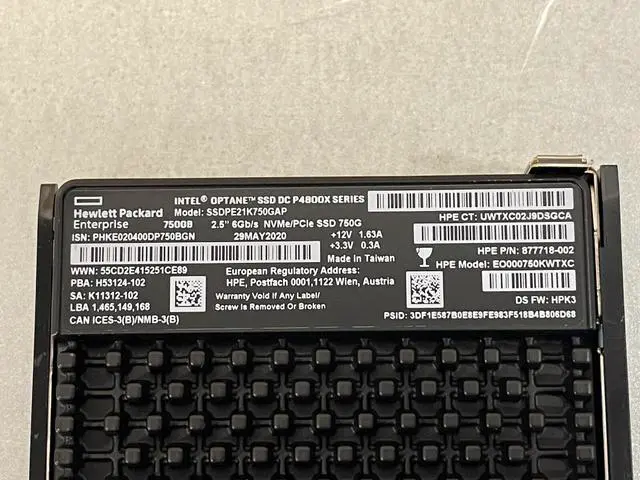 INTEL® OPTANE™ SSD DC P4800X SERIES
Hewlett Packard
Enterprise
Model: SSDPE21K750GAP
750GB 2.5" 6Gb/s NVMe/PCIe SSD 750G
ISN: PHKE020400DP750BGN 29MAY2020
+12V 1.63A
+3.3V 0.3A
Made in Taiwan
HPE CT: UWTXC02J9DSGCA
HPE P/N: 877718-002
HPE Model: EO000750KWTXC
WWN: 55CD2E415251CE89
PBA: H53124-102
SA: K11312-102
LBA 1,465,149,168
CAN ICES-3(B)/NMB-3(B)
European Regulatory Address:
HPE, Postfach 0001,1122 Wien, Austria
Warranty Void If Any Label/
Screw Is Removed Or Broken
DS FW: HPK3
PSID: 3DF1E587B0E8E9FE983F518B4B806D68